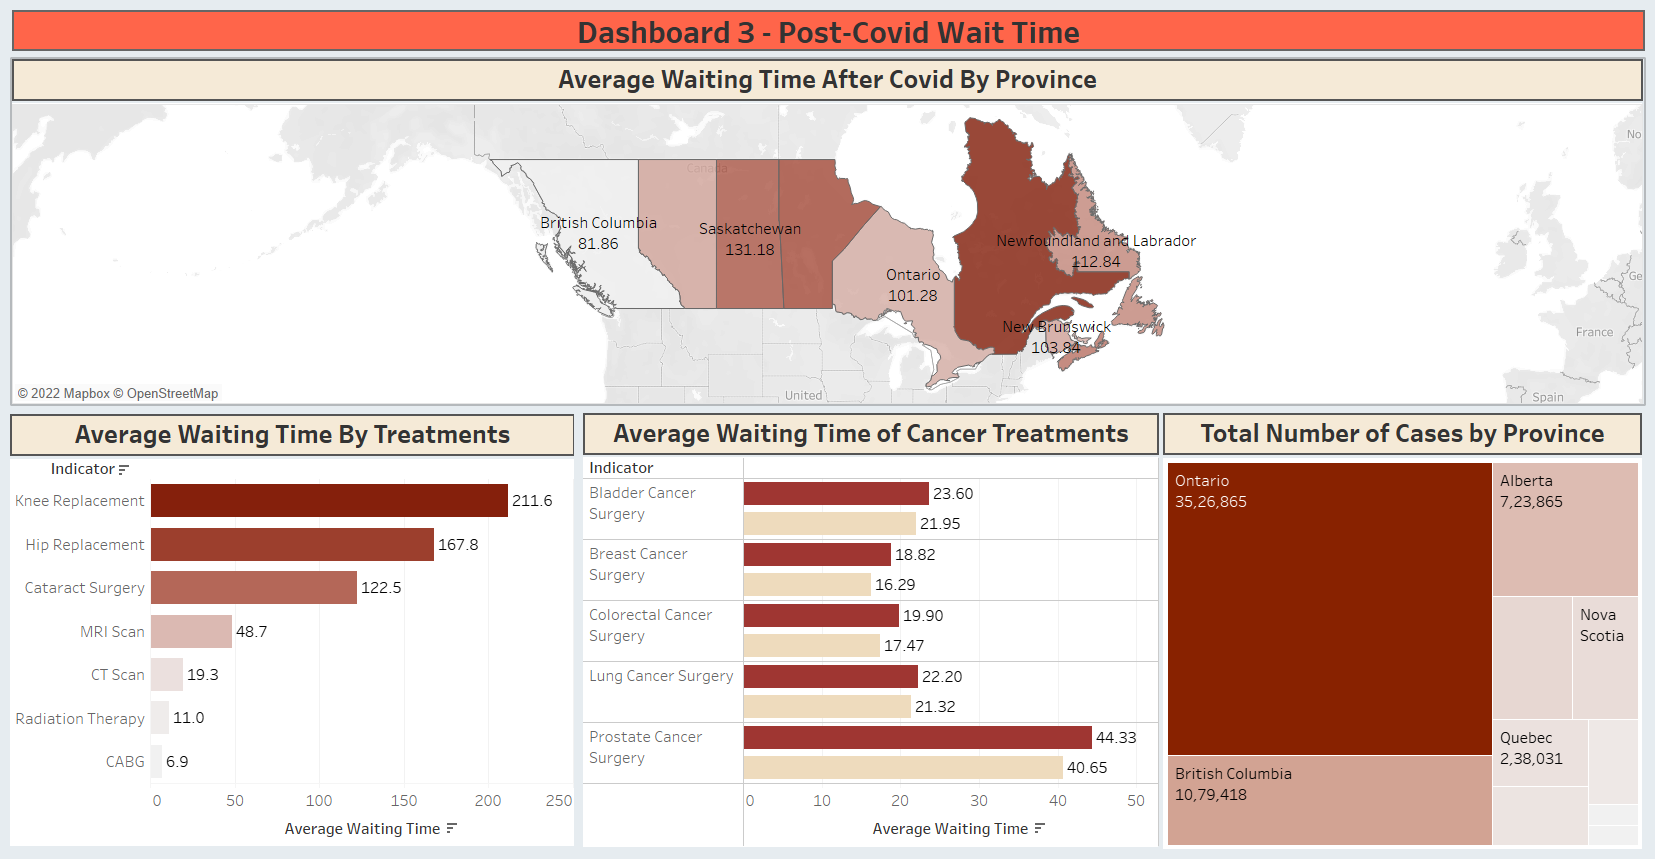 Dashboard 3 - Post-Covid Wait Time
Average Waiting Time After Covid By Province
No
Canada
British Columbia
81.86
Saskatchewan
131.18
Newfoundland and Labrador
112.84
Ontario
101.28
Ge
New Brunswick
103.84
France
United
Spain
© 2022 Mapbox © OpenStreetMap
Average Waiting Time By Treatments
Indicator
Knee Replacement
211.6
Hip Replacement
167.8
Cataract Surgery
122.5
MRI Scan
48.7
CT Scan
19.3
Radiation Therapy
11.0
CABG
6.9
0 50 100 150 200 250
Average Waiting Time
Average Waiting Time of Cancer Treatments
Indicator
Bladder Cancer
Surgery
23.60
21.95
Breast Cancer
Surgery
18.82
16.29
Colorectal Cancer
Surgery
19.90
17.47
Lung Cancer Surgery
22.20
21.32
Prostate Cancer
Surgery
44.33
40.65
0 10 20 30 40 50
Average Waiting Time
Total Number of Cases by Province
Ontario
35,26,865
Alberta
7,23,865
Nova
Scotia
Quebec
2,38,031
British Columbia
10,79,418